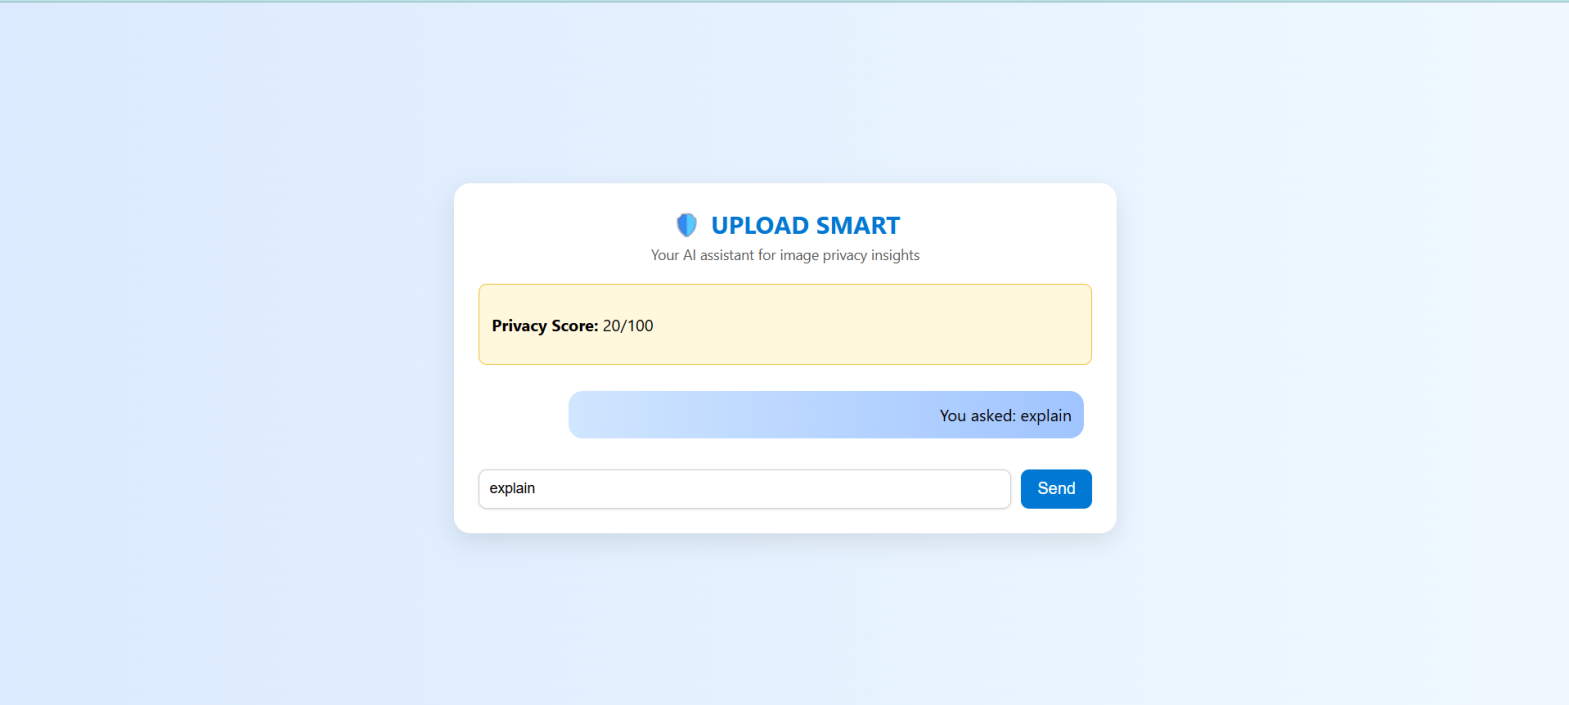 UPLOAD SMART
Your AI assistant for image privacy insights
Privacy Score: 20/100
You asked: explain
explain
Send